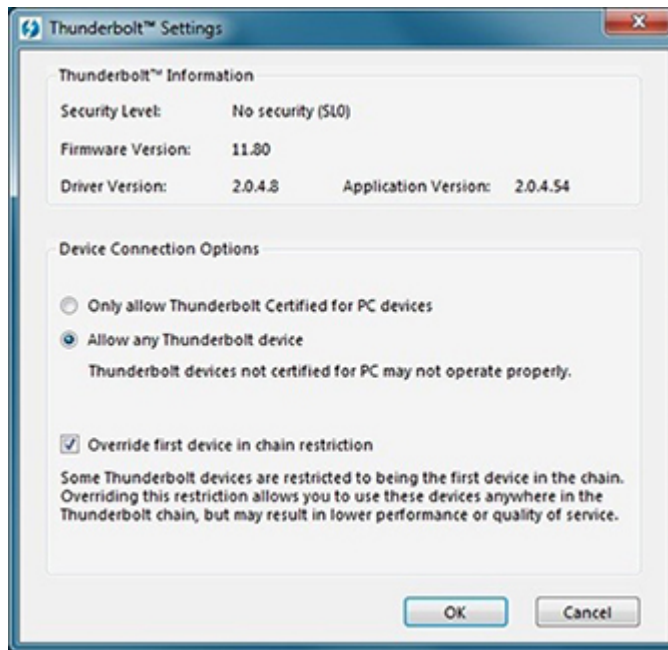 Thunderbolt™ Settings
Thunderbolt™ Information
Security Level: No security (SL0)
Firmware Version: 11.80
Driver Version: 2.0.4.8 Application Version: 2.0.4.54
Device Connection Options
Only allow Thunderbolt Certified for PC devices
Allow any Thunderbolt device
Thunderbolt devices not certified for PC may not operate properly.
Override first device in chain restriction
Some Thunderbolt devices are restricted to being the first device in the chain.
Overriding this restriction allows you to use these devices anywhere in the
Thunderbolt chain, but may result in lower performance or quality of service.
OK Cancel